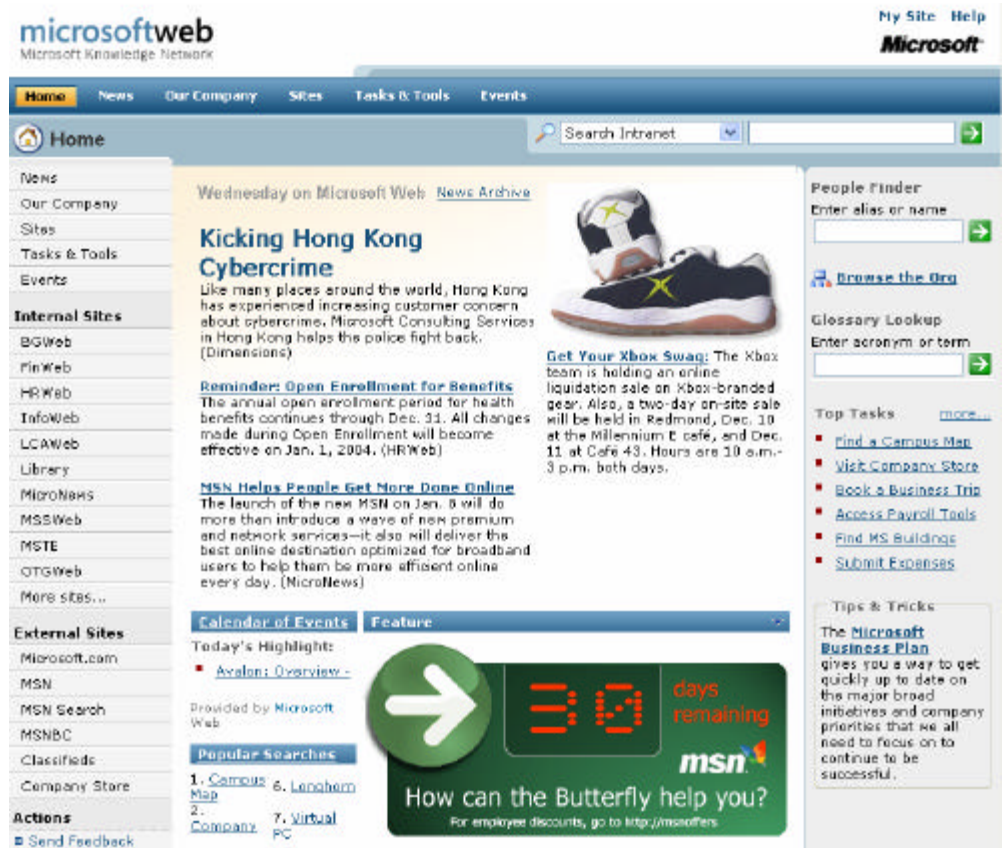 microsoftweb
Microsoft Knowledge Network
My Site Help
Microsoft
Home News Our Company Sites Tasks & Tools Events
Home
Search Intranet
News
Our Company
Sites
Tasks & Tools
Events
Internal Sites
BGWeb
FinWeb
HRWeb
InfoWeb
LCAWeb
Library
MicroNews
MSSWeb
MSTE
OTGWeb
More sites...
External Sites
Microsoft.com
MSN
MSN Search
MSNBC
Classifieds
Company Store
Actions
Send Feedback
Wednesday on Microsoft Web News Archive
Kicking Hong Kong
Cybercrime
Like many places around the world, Hong Kong
has experienced increasing customer concern
about cybercrime. Microsoft Consulting Services
in Hong Kong helps the police fight back.
(Dimensions)
Reminder: Open Enrollment for Benefits
The annual open enrollment period for health
benefits continues through Dec. 31. All changes
made during Open Enrollment will become
effective on Jan. 1, 2004. (HRWeb)
MSN Helps People Get More Done Online
The launch of the new MSN on Jan. 8 will do
more than introduce a wave of new premium
and network services—it also will deliver the
best online destination optimized for broadband
users to help them be more efficient online
every day. (MicroNews)
Get Your Xbox Swag: The Xbox
team is holding an online
liquidation sale on Xbox-branded
gear. Also, a two-day on-site sale
will be held in Redmond, Dec. 10
at the Millennium E café, and Dec.
11 at Café 43. Hours are 10 a.m.-
3 p.m. both days.
Calendar of Events
Today's Highlight:
Avalon: Overview -
Provided by Microsoft
Web
Popular Searches
1. Campus
Map
2.
Company
6. Longhorn
7. Virtual
PC
Feature
30 days
remaining
msn
How can the Butterfly help you?
For employee discounts, go to http://msnoffers
People Finder
Enter alias or name
Browse the Org
Glossary Lookup
Enter acronym or term
Top Tasks more...
Find a Campus Map
Visit Company Store
Book a Business Trip
Access Payroll Tools
Find MS Buildings
Submit Expenses
Tips & Tricks
The Microsoft
Business Plan
gives you a way to get
quickly up to date on
the major broad
initiatives and company
priorities that we all
need to focus on to
continue to be
successful.